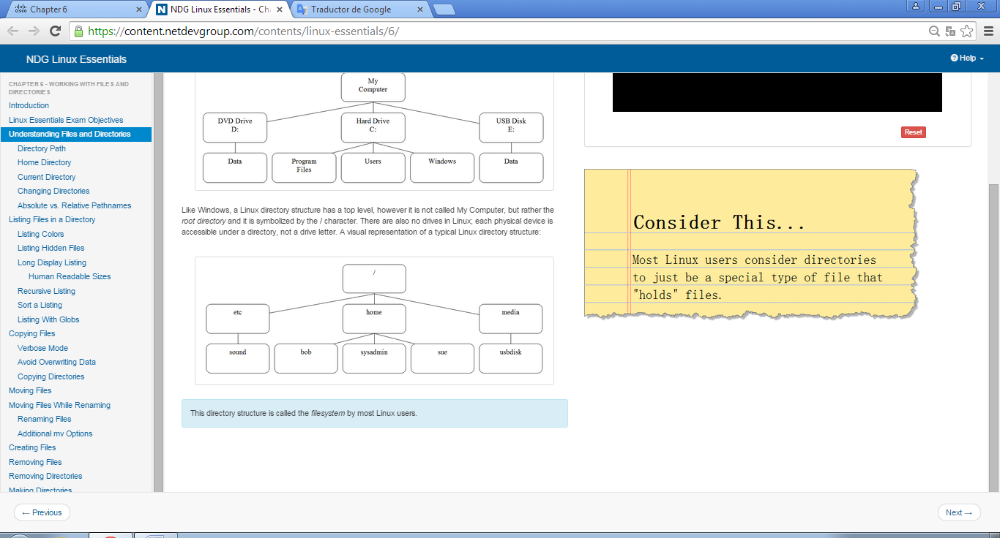 Chapter 6
NDG Linux Essentials - Ch
Traductor de Google
https://content.netdevgroup.com/contents/linux-essentials/6/
NDG Linux Essentials
Help
CHAPTER 6 - WORKING WITH FILES AND
DIRECTORIES
Introduction
Linux Essentials Exam Objectives
Understanding Files and Directories
Directory Path
Home Directory
Current Directory
Changing Directories
Absolute vs. Relative Pathnames
Listing Files in a Directory
Listing Colors
Listing Hidden Files
Long Display Listing
Human Readable Sizes
Recursive Listing
Sort a Listing
Listing With Globs
Copying Files
Verbose Mode
Avoid Overwriting Data
Copying Directories
Moving Files
Moving Files While Renaming
Renaming Files
Additional mv Options
Creating Files
Removing Files
Removing Directories
Making Directories
My
Computer
DVD Drive
D:
Hard Drive
C:
USB Disk
E:
Data
Program
Files
Users
Windows
Data
Like Windows, a Linux directory structure has a top level, however it is not called My Computer, but rather the
root directory and it is symbolized by the / character. There are also no drives in Linux; each physical device is
accessible under a directory, not a drive letter. A visual representation of a typical Linux directory structure:
/
etc
home
media
sound
bob
sysadmin
sue
usbdisk
This directory structure is called the filesystem by most Linux users.
Reset
Consider This...
Most Linux users consider directories
to just be a special type of file that
"holds" files.
← Previous
Next →